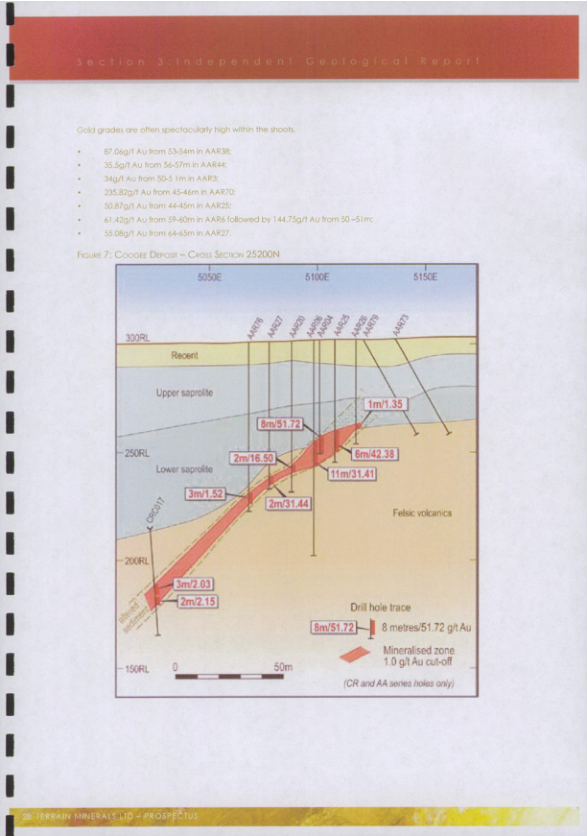 Section 3: Independent Geological Report
Gold grades are often spectacularly high within the shoots.
• 87.06g/t Au from 53-54m in AAR38;
• 35.5g/t Au from 56-57m in AAR44;
• 34g/t Au from 50-5 1m in AAR3;
• 235.82g/t Au from 45-46m in AAR70;
• 50.87g/t Au from 44-45m in AAR25;
• 61.42g/t Au from 59-60m in AAR6 followed by 144.75g/t Au from 50 –51m;
• 55.08g/t Au from 64-65m in AAR27.
Figure 7: Coogee Deposit – Cross Section 25200N
5050E 5100E 5150E
AAR76 AAR27 AAR20 AAR06 AAR04 AAR25 AAR26 AAR79 AAR73
300RL
Recent
Upper saprolite
1m/1.35
8m/51.72
250RL
2m/16.50
6m/42.38
Lower saprolite
11m/31.41
3m/1.52
2m/31.44
CRC017
Felsic volcanics
200RL
3m/2.03
2m/2.15
altered
sediment
Drill hole trace
8m/51.72 8 metres/51.72 g/t Au
Mineralised zone
1.0 g/t Au cut-off
150RL
0 50m
(CR and AA series holes only)
TERRAIN MINERALS LTD – PROSPECTUS